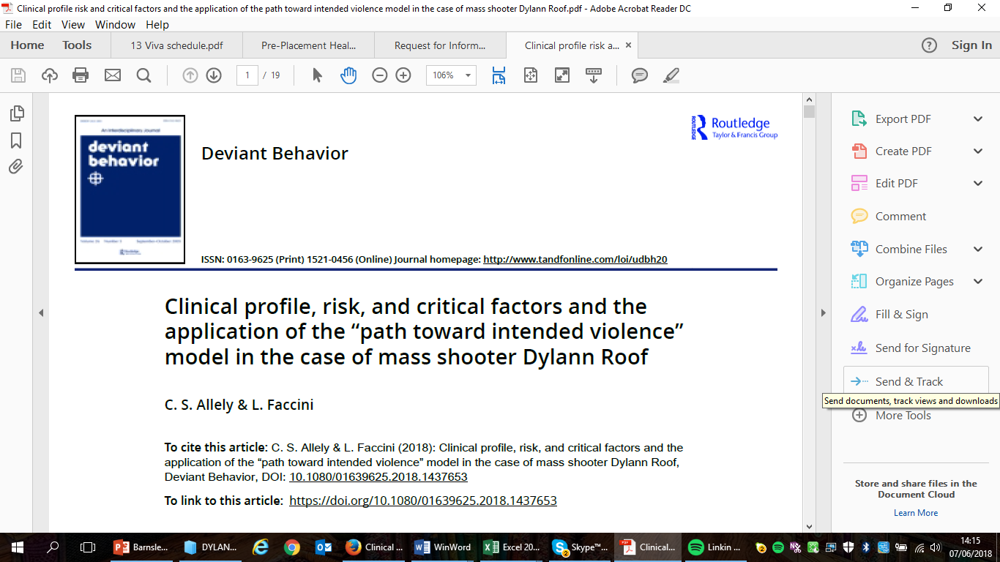 Clinical profile risk and critical factors and the application of the path toward intended violence model in the case of mass shooter Dylann Roof.pdf - Adobe Acrobat Reader DC
File Edit View Window Help
Home Tools 13 Viva schedule.pdf Pre-Placement Heal... Request for Inform... Clinical profile risk a... × Sign In
1 / 19 106%
An Interdisciplinary Journal
deviant
behavior
Deviant Behavior
ROUTLEDGE
Routledge
Taylor & Francis Group
ISSN: 0163-9625 (Print) 1521-0456 (Online) Journal homepage: http://www.tandfonline.com/loi/udbh20
Clinical profile, risk, and critical factors and the
application of the “path toward intended violence”
model in the case of mass shooter Dylann Roof
C. S. Allely & L. Faccini
To cite this article: C. S. Allely & L. Faccini (2018): Clinical profile, risk, and critical factors and the
application of the “path toward intended violence” model in the case of mass shooter Dylann Roof,
Deviant Behavior, DOI: 10.1080/01639625.2018.1437653
To link to this article: https://doi.org/10.1080/01639625.2018.1437653
Export PDF
Create PDF
Edit PDF
Comment
Combine Files
Organize Pages
Fill & Sign
Send for Signature
Send & Track
Send documents, track views and downloads
More Tools
Store and share files in the
Document Cloud
Learn More
Barnsle... DYLAN... Clinical ... WinWord Excel 20... Skype™... Clinical... Linkin ...
14:15
07/06/2018